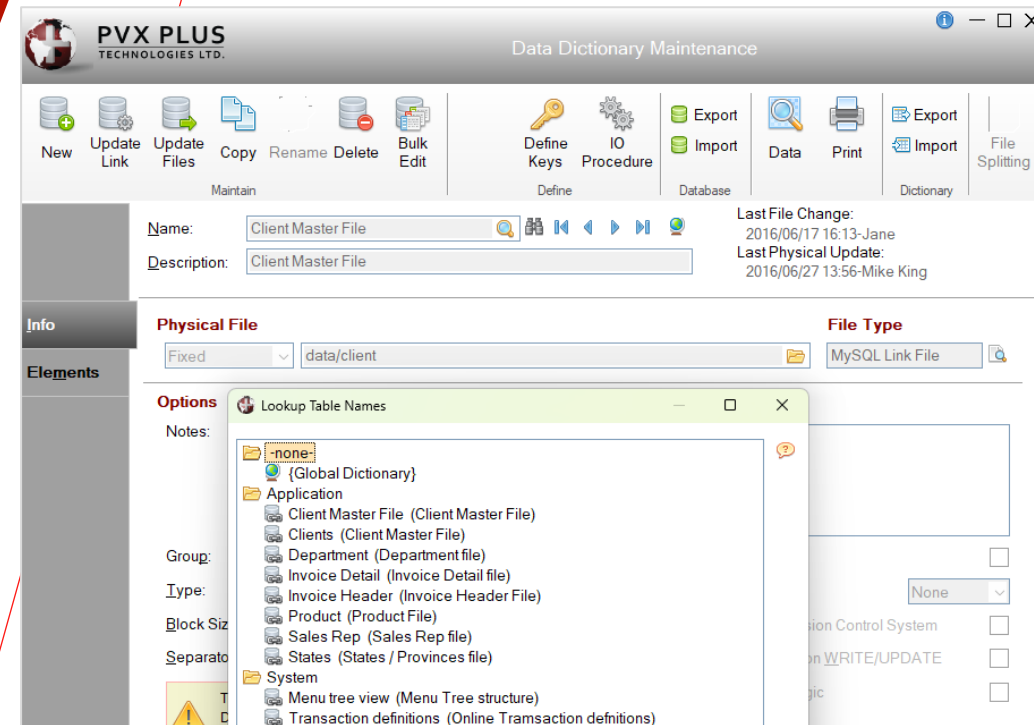 PVX PLUS
TECHNOLOGIES LTD.
Data Dictionary Maintenance
New
Update Link
Update Files
Copy
Rename
Delete
Bulk Edit
Maintain
Define Keys
IO Procedure
Define
Export
Import
Database
Data
Print
Export
Import
Dictionary
File Splitting
Name:
Client Master File
Description:
Client Master File
Last File Change:
2016/06/17 16:13-Jane
Last Physical Update:
2016/06/27 13:56-Mike King
Info
Elements
Physical File
Fixed
data/client
File Type
MySQL Link File
Options
Notes:
Group:
Type:
Block Siz
Separato
T
D
Lookup Table Names
-none-
{Global Dictionary}
Application
Client Master File (Client Master File)
Clients (Client Master File)
Department (Department file)
Invoice Detail (Invoice Detail file)
Invoice Header (Invoice Header File)
Product (Product File)
Sales Rep (Sales Rep file)
States (States / Provinces file)
System
Menu tree view (Menu Tree structure)
Transaction definitions (Online Tramsaction defnitions)
None
sion Control System
on WRITE/UPDATE
gic